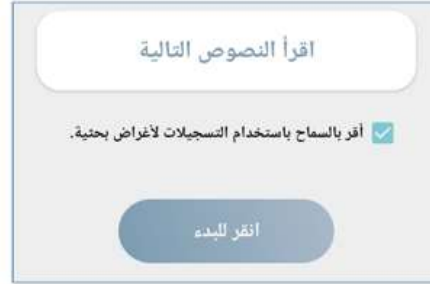 اقرأ النصوص التالية
أقر بالسماح باستخدام التسجيلات لأغراض بحثية.
انقر للبدء